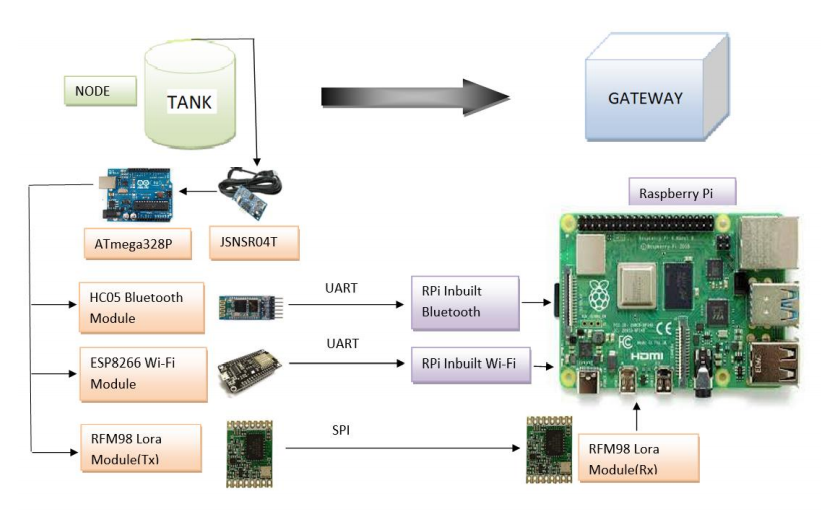 NODE
TANK
GATEWAY
Raspberry Pi
ATmega328P
JSNSR04T
HC05 Bluetooth
Module
UART
RPi Inbuilt
Bluetooth
ESP8266 Wi-Fi
Module
UART
RPi Inbuilt Wi-Fi
HDMI
RFM98 Lora
Module(Tx)
SPI
RFM98 Lora
Module(Rx)